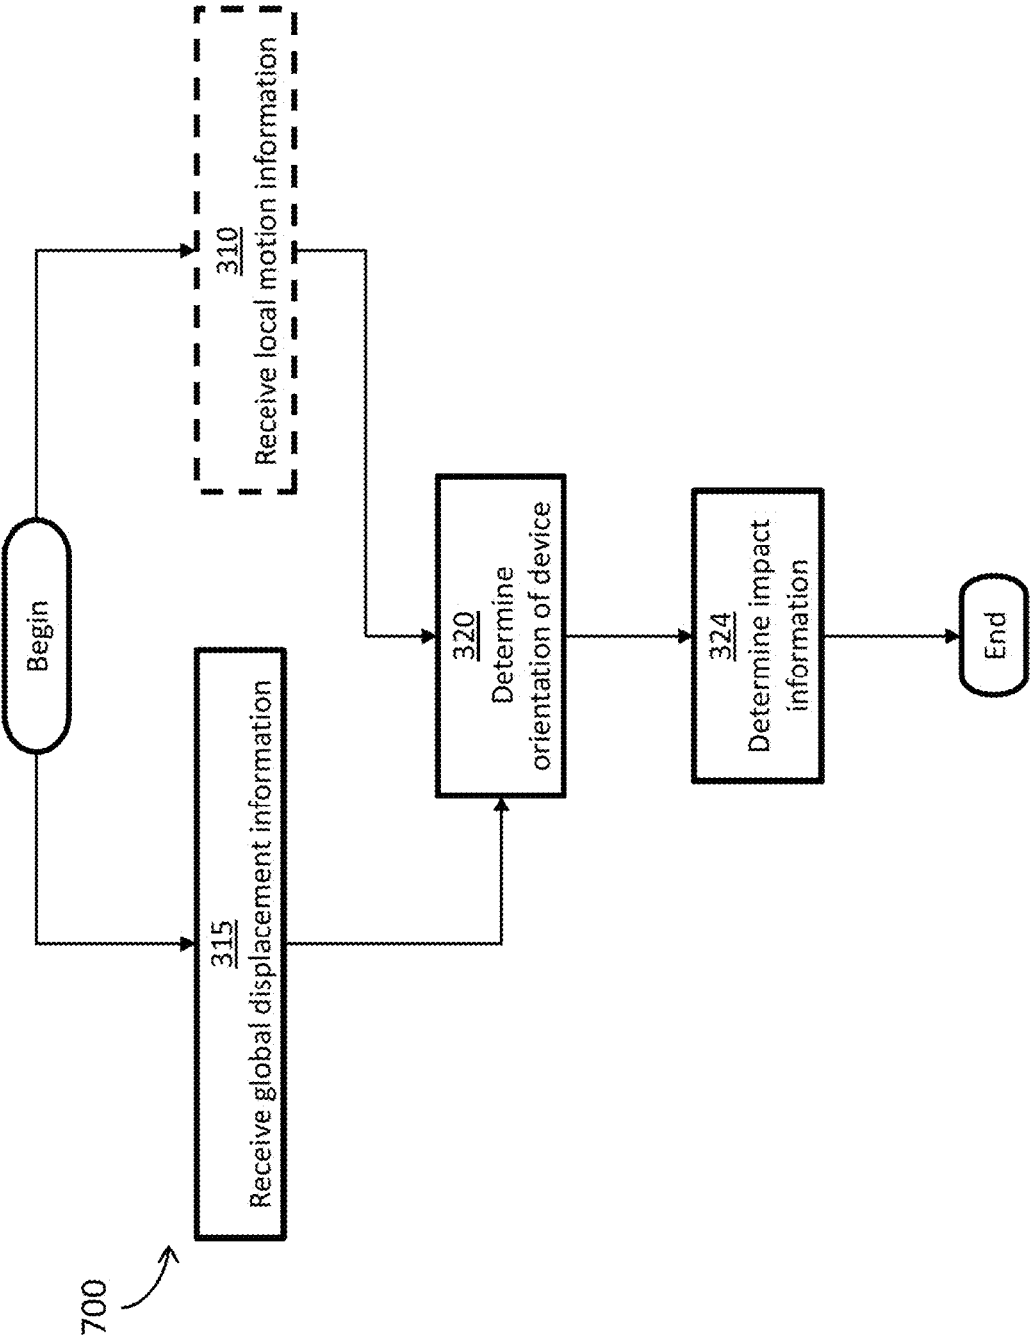 700
Begin
315
Receive global displacement information
310
Receive local motion information
320
Determine
orientation of device
324
Determine impact
information
End